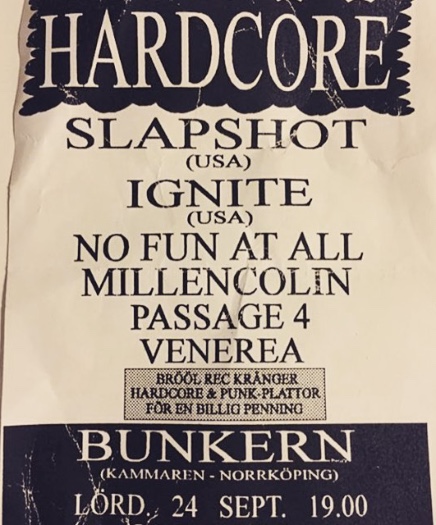 HARDCORE
SLAPSHOT
(USA)
IGNITE
(USA)
NO FUN AT ALL
MILLENCOLIN
PASSAGE 4
VENEREA
BRÖÖL REC KRÄNGER
HARDCORE & PUNK-PLATTOR
FÖR EN BILLIG PENNING
BUNKERN
(KAMMAREN - NORRKÖPING)
LÖRD. 24 SEPT. 19.00